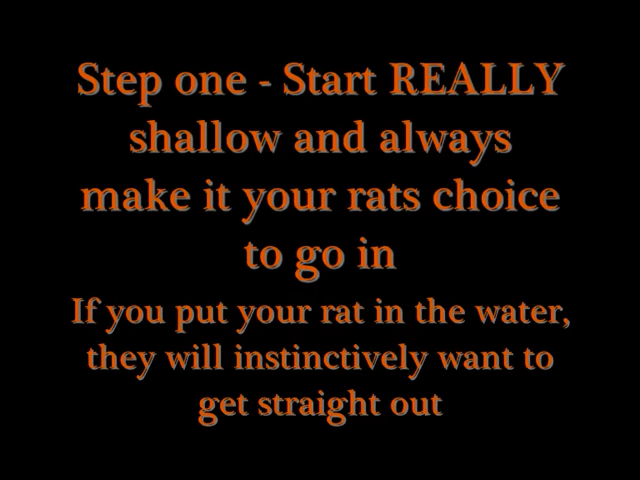 Step one - Start REALLY
shallow and always
make it your rats choice
to go in
If you put your rat in the water,
they will instinctively want to
get straight out